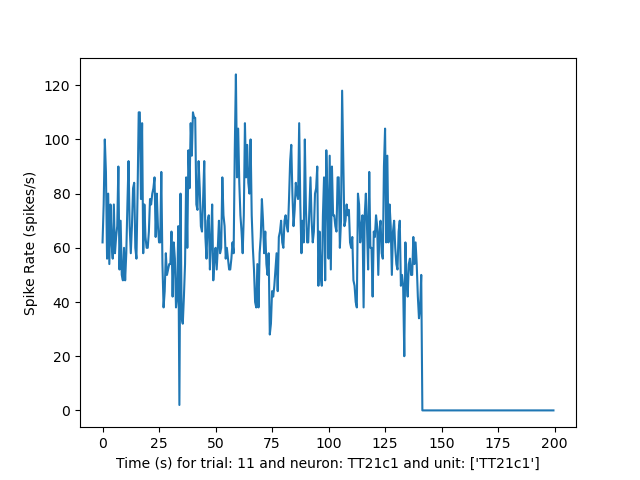 120
100
80
60
40
20
0
Spike Rate (spikes/s)
0 25 50 75 100 125 150 175 200
Time (s) for trial: 11 and neuron: TT21c1 and unit: ['TT21c1']